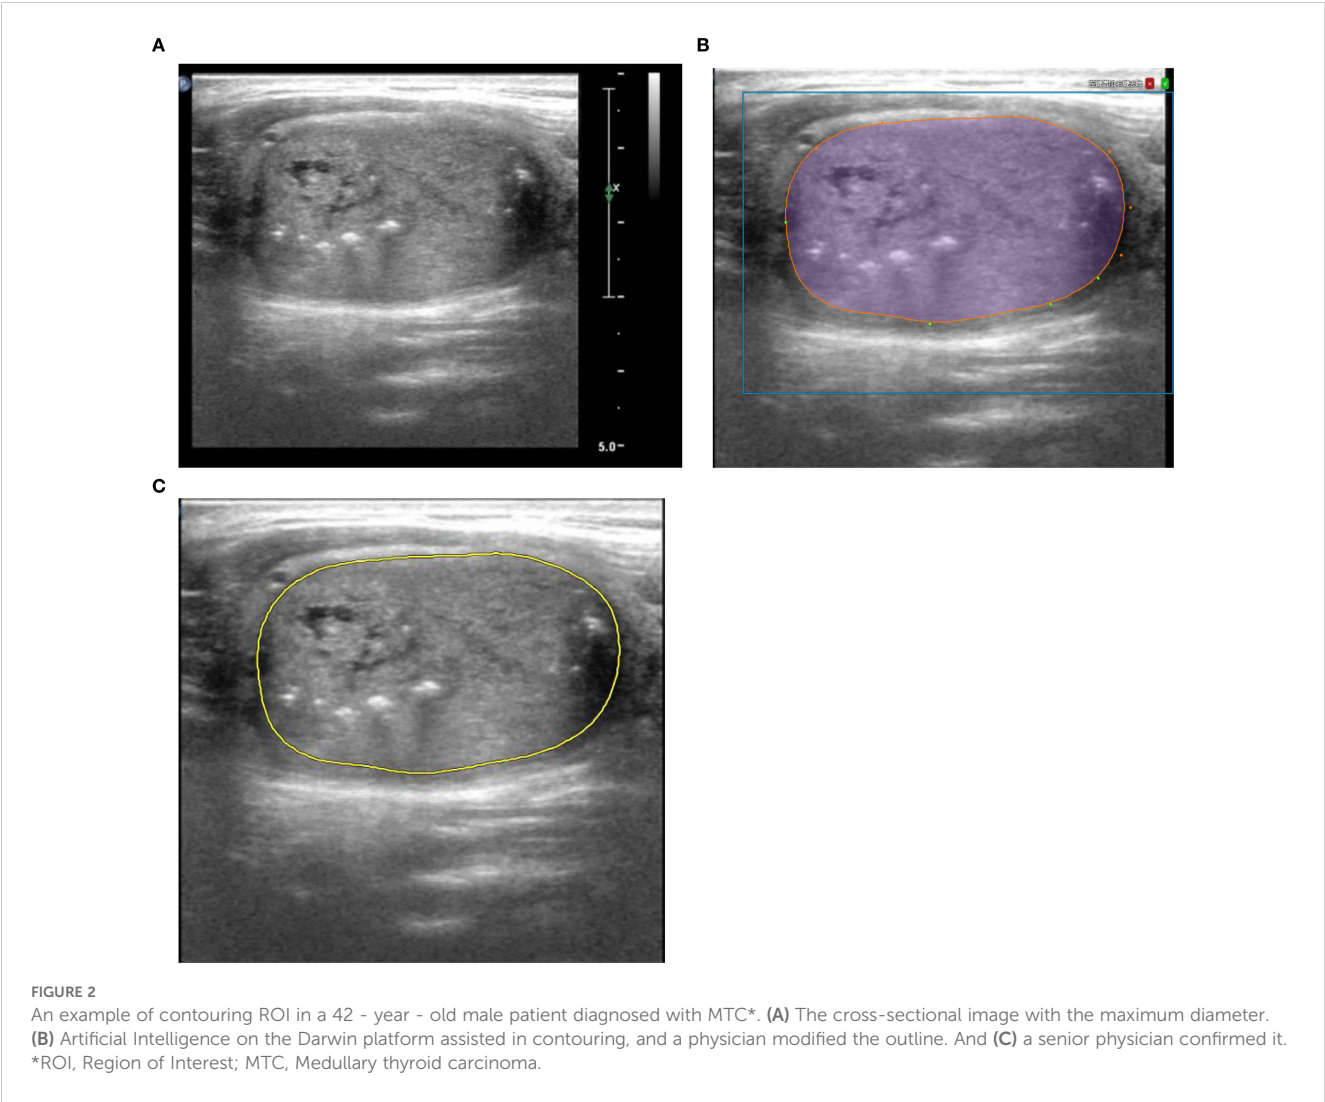 A
B
x
5.0
C
FIGURE 2
An example of contouring ROI in a 42 - year - old male patient diagnosed with MTC*. (A) The cross-sectional image with the maximum diameter.
(B) Artificial Intelligence on the Darwin platform assisted in contouring, and a physician modified the outline. And (C) a senior physician confirmed it.
*ROI, Region of Interest; MTC, Medullary thyroid carcinoma.